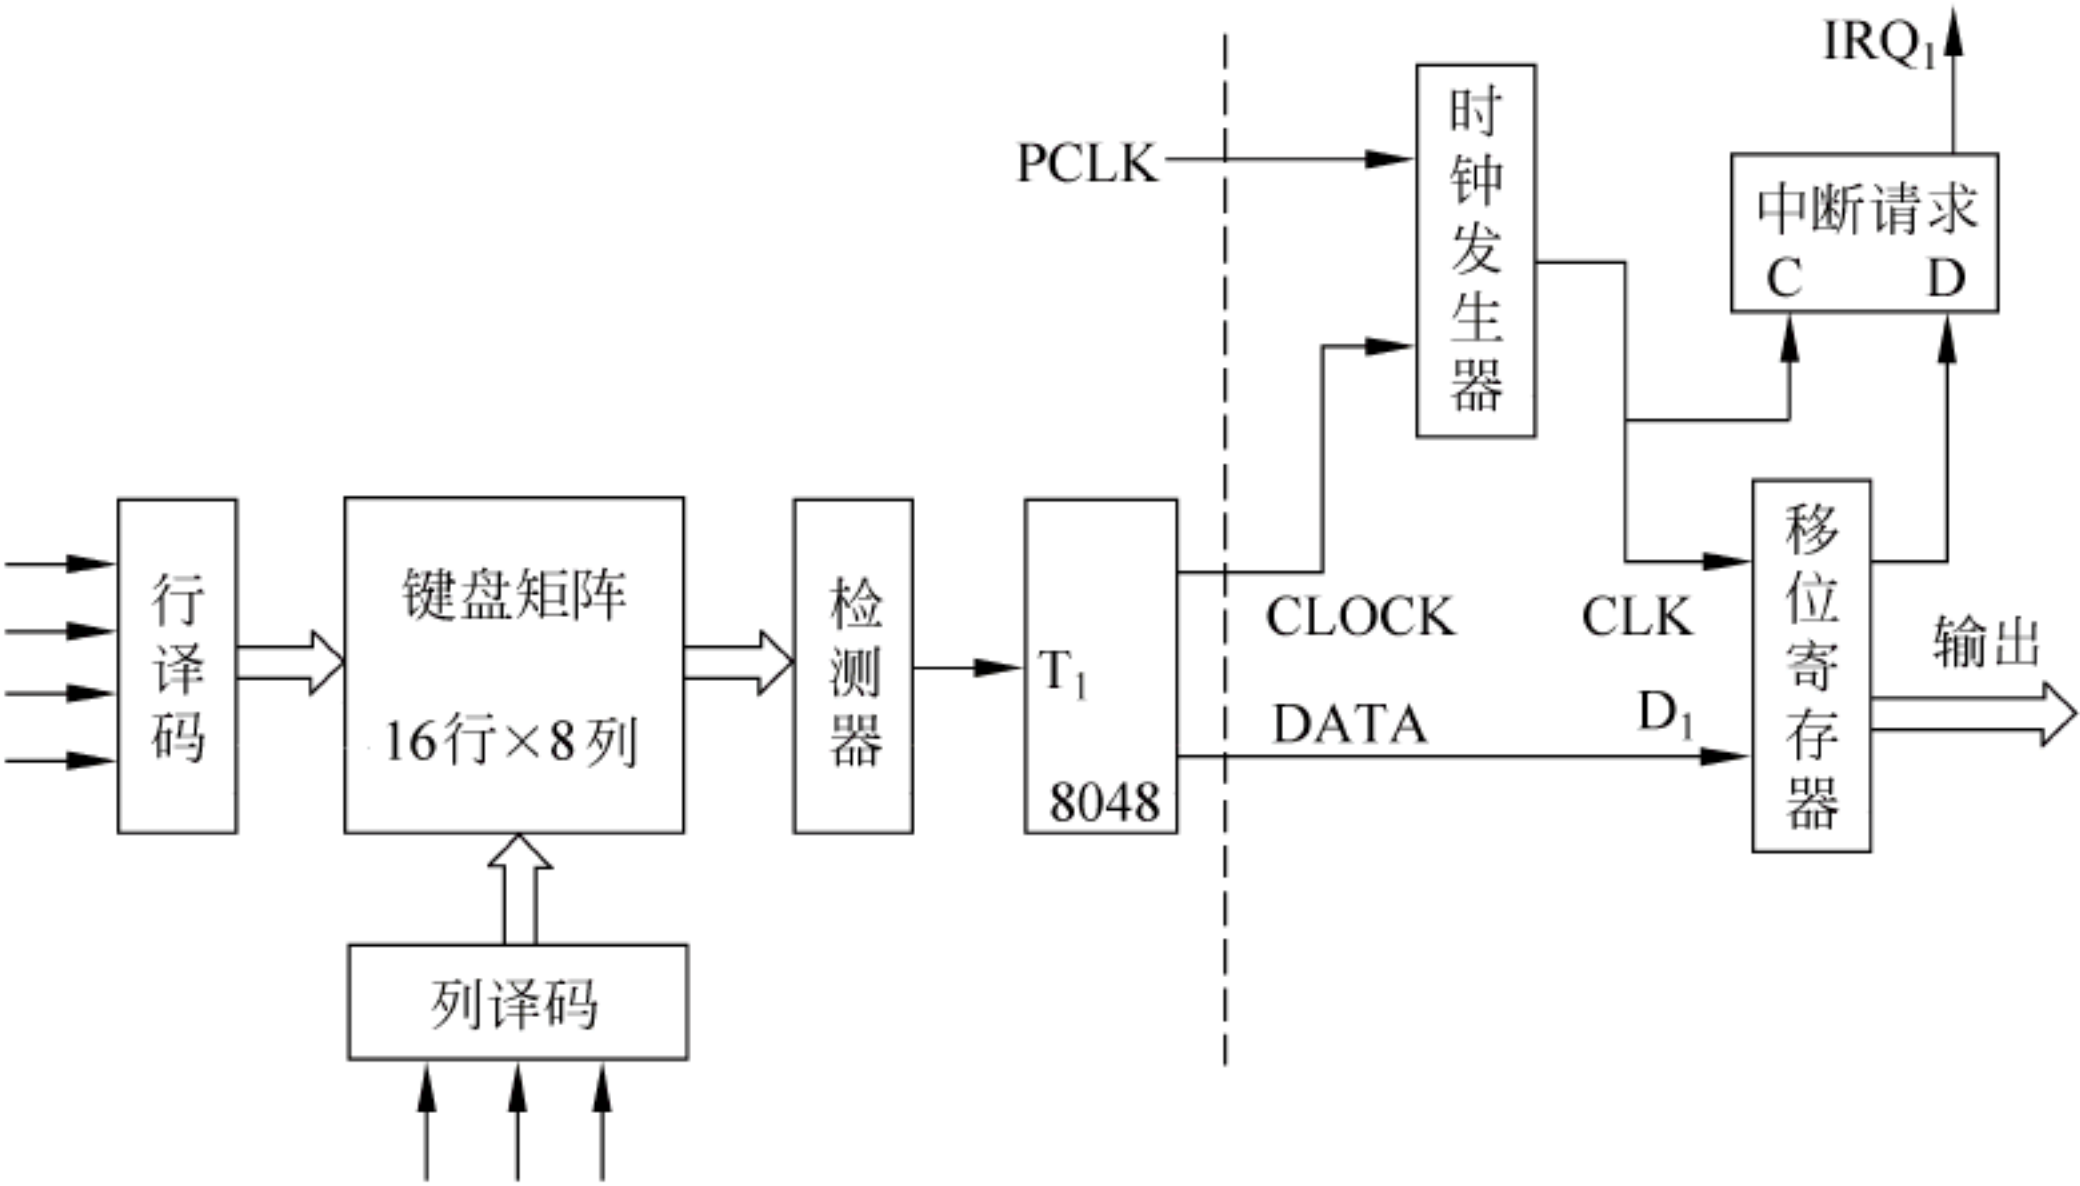 IRQ₁
时钟发生器
PCLK
中断请求
C D
行译码
键盘矩阵
16行×8列
检测器
T₁
8048
CLOCK
CLK
DATA
D₁
移位寄存器
输出
列译码